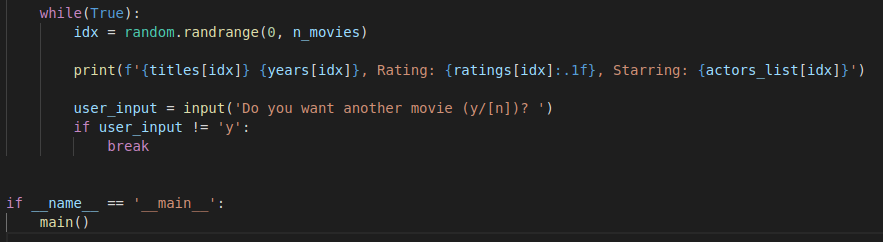 while(True):
idx = random.randrange(0, n_movies)
print(f'{titles[idx]} {years[idx]}, Rating: {ratings[idx]:.1f}, Starring: {actors_list[idx]}')
user_input = input('Do you want another movie (y/[n])? ')
if user_input != 'y':
break
if __name__ == '__main__':
main()